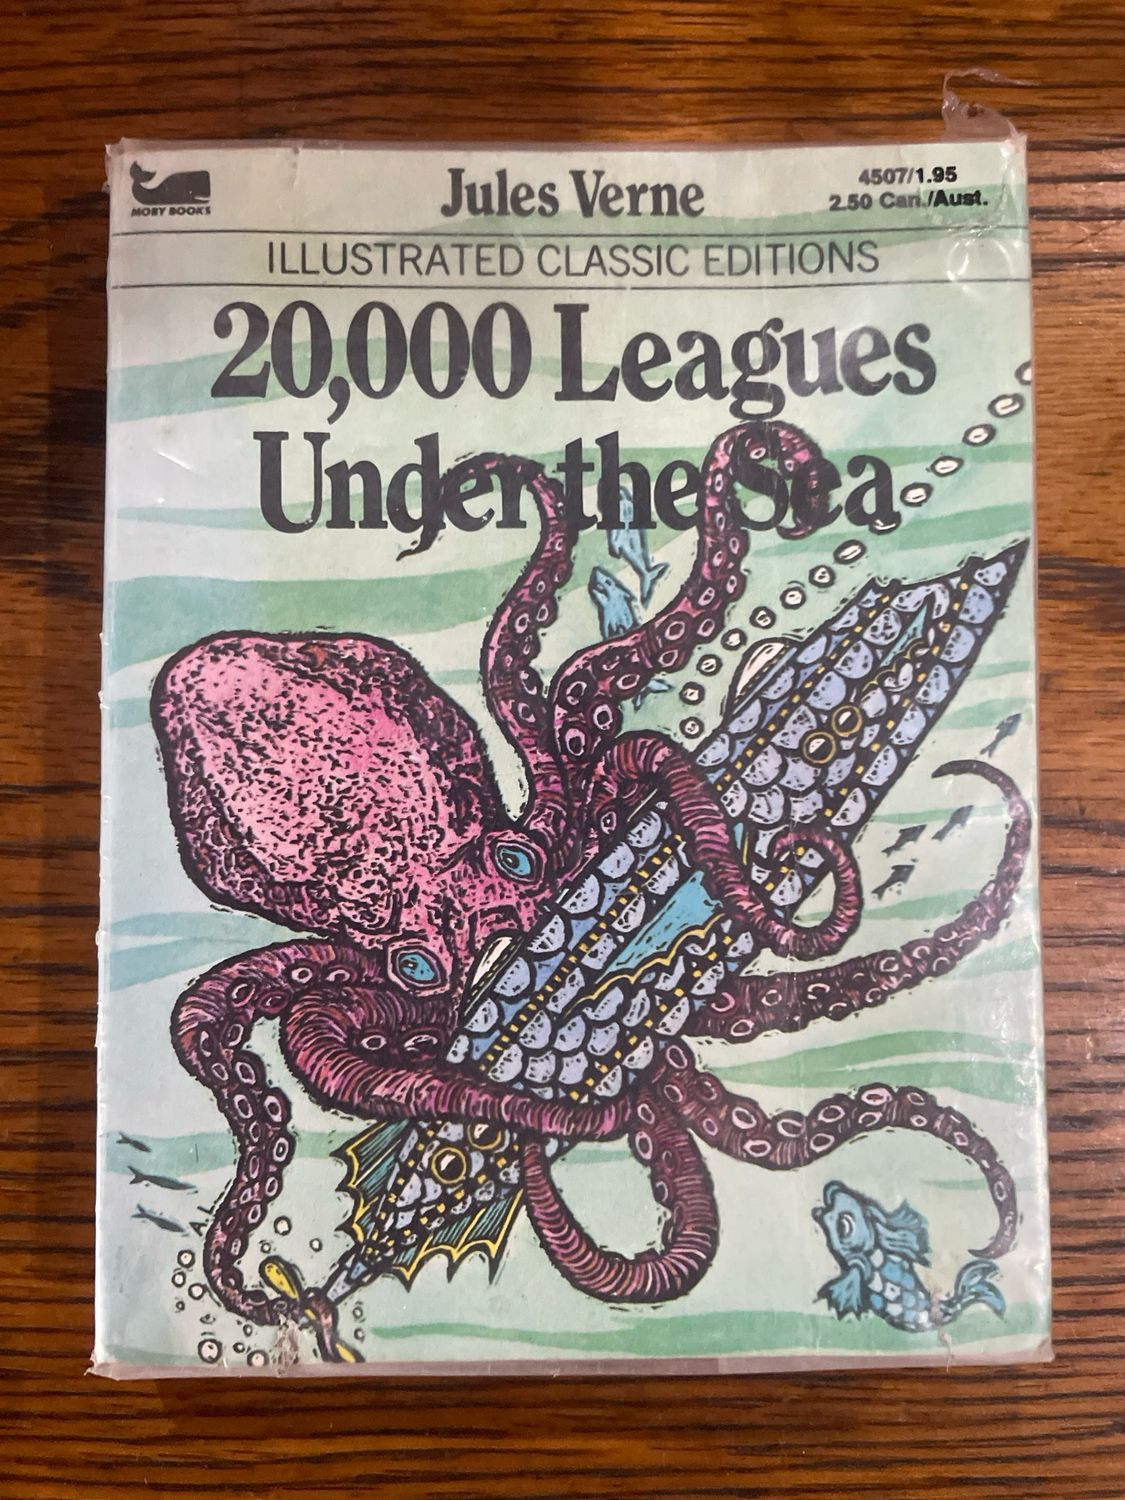 MOBY BOOKS
Jules Verne
4507/1.95
2.50 Can./Aust.
ILLUSTRATED CLASSIC EDITIONS
20,000 Leagues
Under the Sea
A.L.